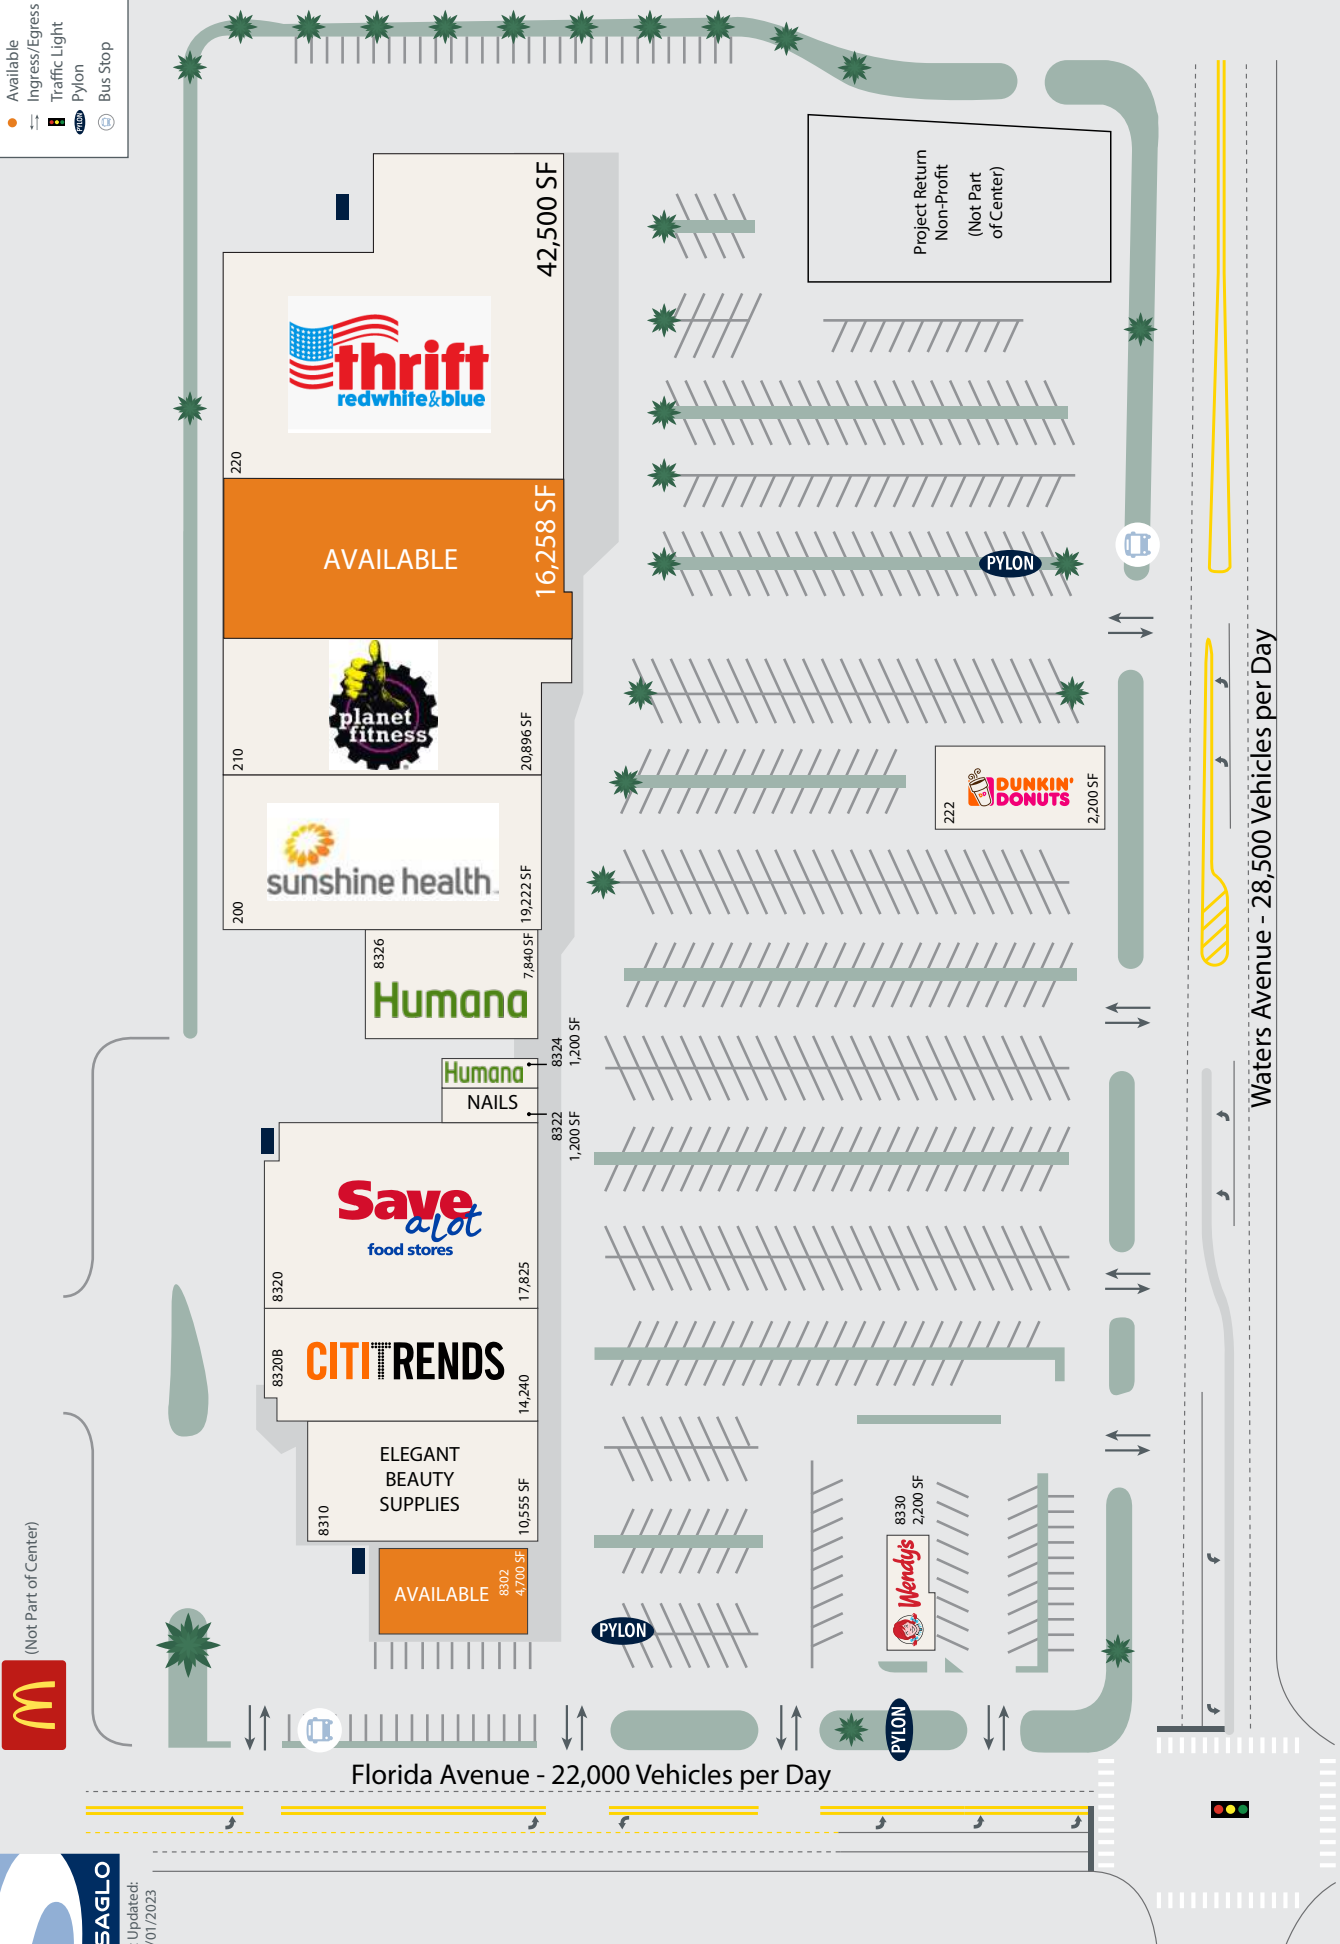 Available
Ingress/Egress
Traffic Light
PYLON
Pylon
Bus Stop
42,500 SF
thrift
redwhite&blue
220
AVAILABLE
16,258 SF
planet
fitness
210
20,896 SF
sunshine health
200
19,222 SF
8326
7,840 SF
Humana
8324
1,200 SF
Humana
NAILS
8322
1,200 SF
Save
a lot
food stores
8320
17,825
8320B
CITITRENDS
14,240
ELEGANT
BEAUTY
SUPPLIES
8310
10,555 SF
AVAILABLE
8302
4,700 SF
Project Return
Non-Profit
(Not Part
of Center)
PYLON
222
DUNKIN'
DONUTS
2,200 SF
8330
2,200 SF
Wendy's
PYLON
PYLON
(Not Part of Center)
Waters Avenue - 28,500 Vehicles per Day
Florida Avenue - 22,000 Vehicles per Day
SAGLO
Updated:
/01/2023